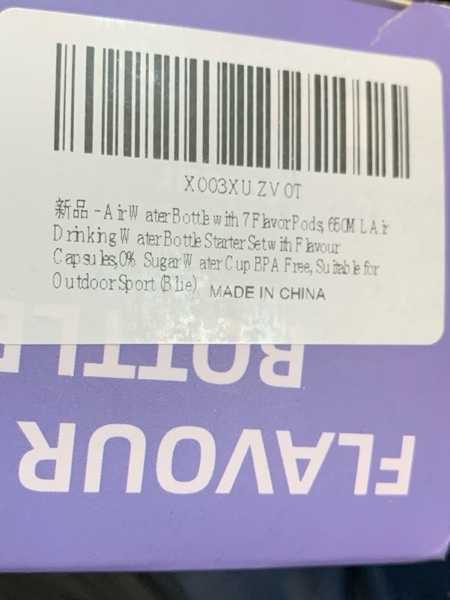 X003XUZV0T
新品 - Air Water Bottle with 7 Flavor Pods, 650ML Air
Drinking Water Bottle Starter Set with Flavour
Capsules,0% Sugar Water Cup BPA Free, Suitable for
Outdoor Sport (Blue) MADE IN CHINA
FLAVOUR
BOTTLE